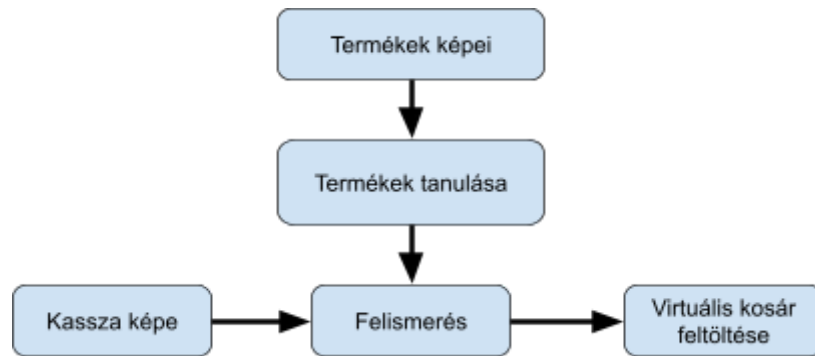 Termékek képei
Termékek tanulása
Kassza képe
Felismerés
Virtuális kosár
feltöltése